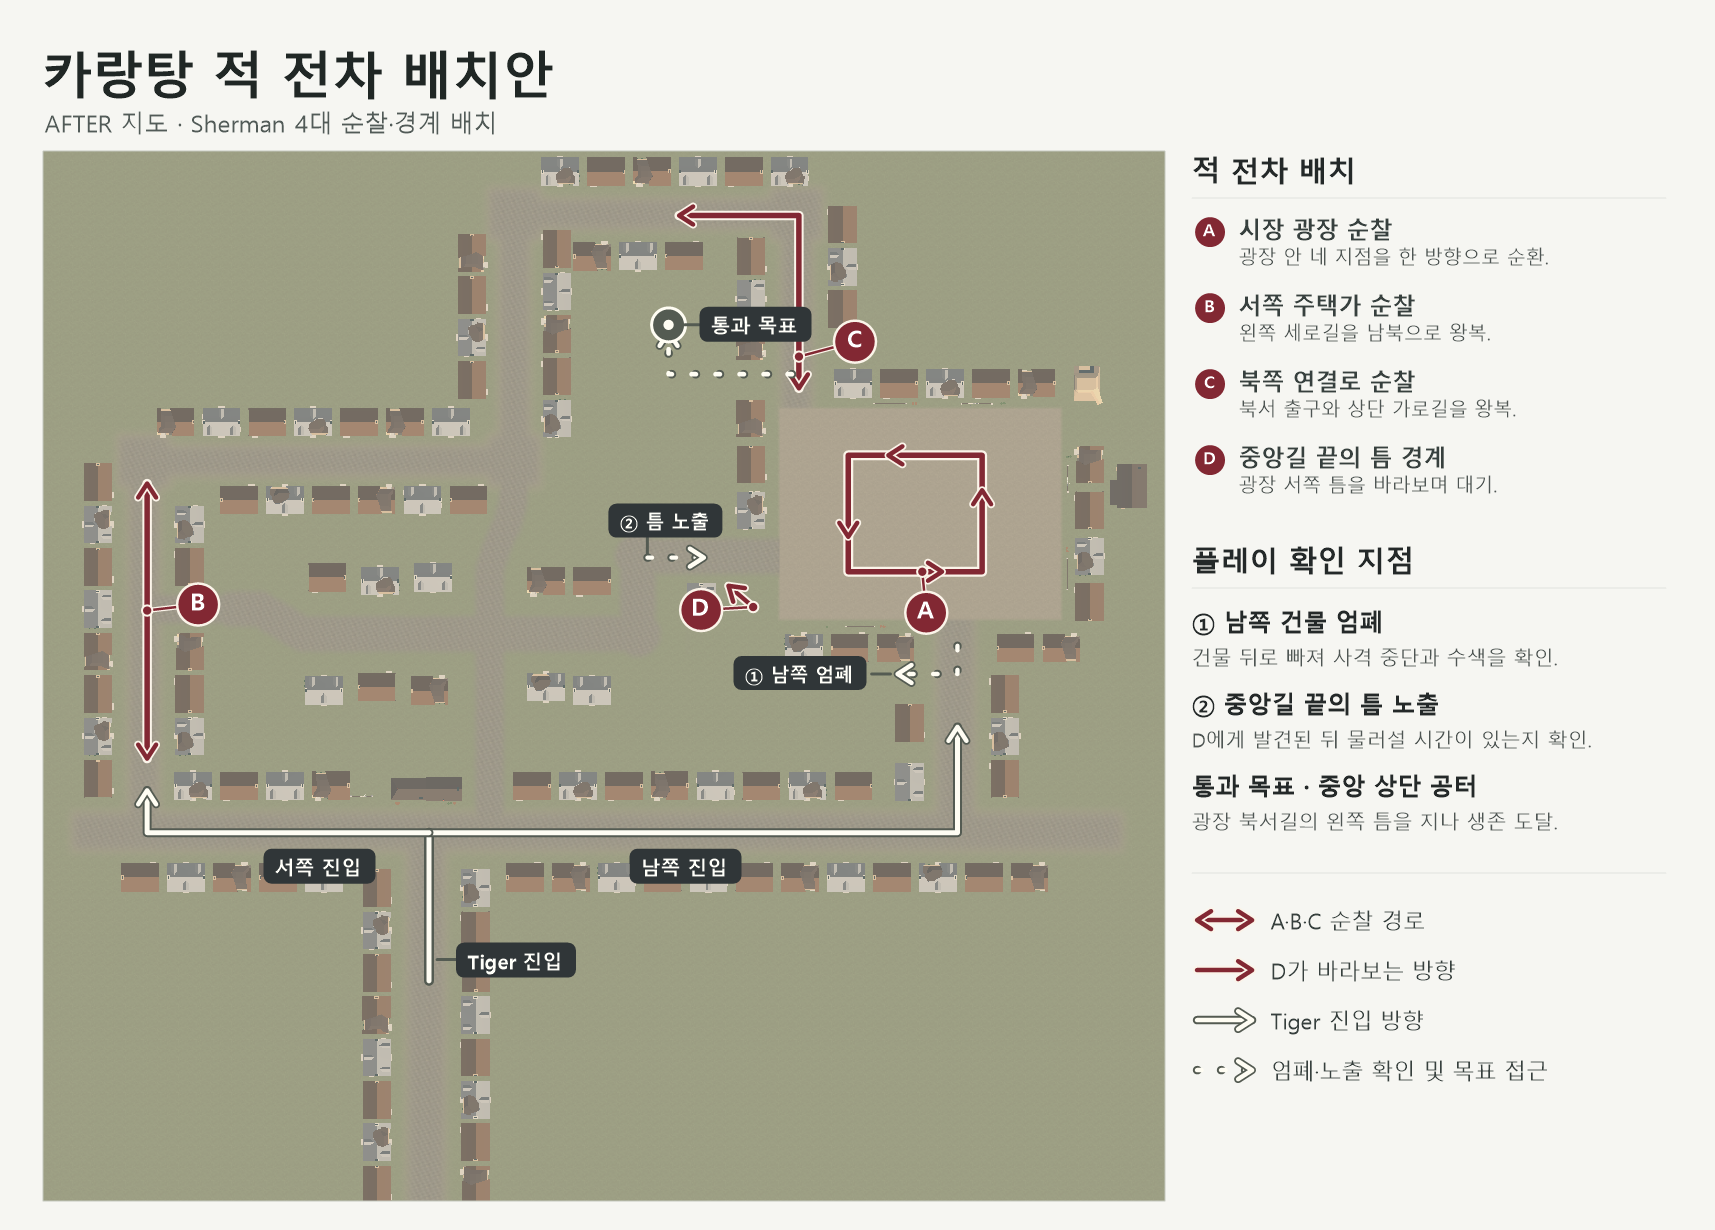 카랑탕 적 전차 배치안
AFTER 지도 · Sherman 4대 순찰·경계 배치
통과 목표
C
② 틈 노출
D
A
B
① 남쪽 엄폐
서쪽 진입
남쪽 진입
Tiger 진입
적 전차 배치
A 시장 광장 순찰
광장 안 네 지점을 한 방향으로 순환.
B 서쪽 주택가 순찰
왼쪽 세로길을 남북으로 왕복.
C 북쪽 연결로 순찰
북서 출구와 상단 가로길을 왕복.
D 중앙길 끝의 틈 경계
광장 서쪽 틈을 바라보며 대기.
플레이 확인 지점
① 남쪽 건물 엄폐
건물 뒤로 빠져 사격 중단과 수색을 확인.
② 중앙길 끝의 틈 노출
D에게 발견된 뒤 물러설 시간이 있는지 확인.
통과 목표 · 중앙 상단 공터
광장 북서길의 왼쪽 틈을 지나 생존 도달.
A·B·C 순찰 경로
D가 바라보는 방향
Tiger 진입 방향
엄폐·노출 확인 및 목표 접근